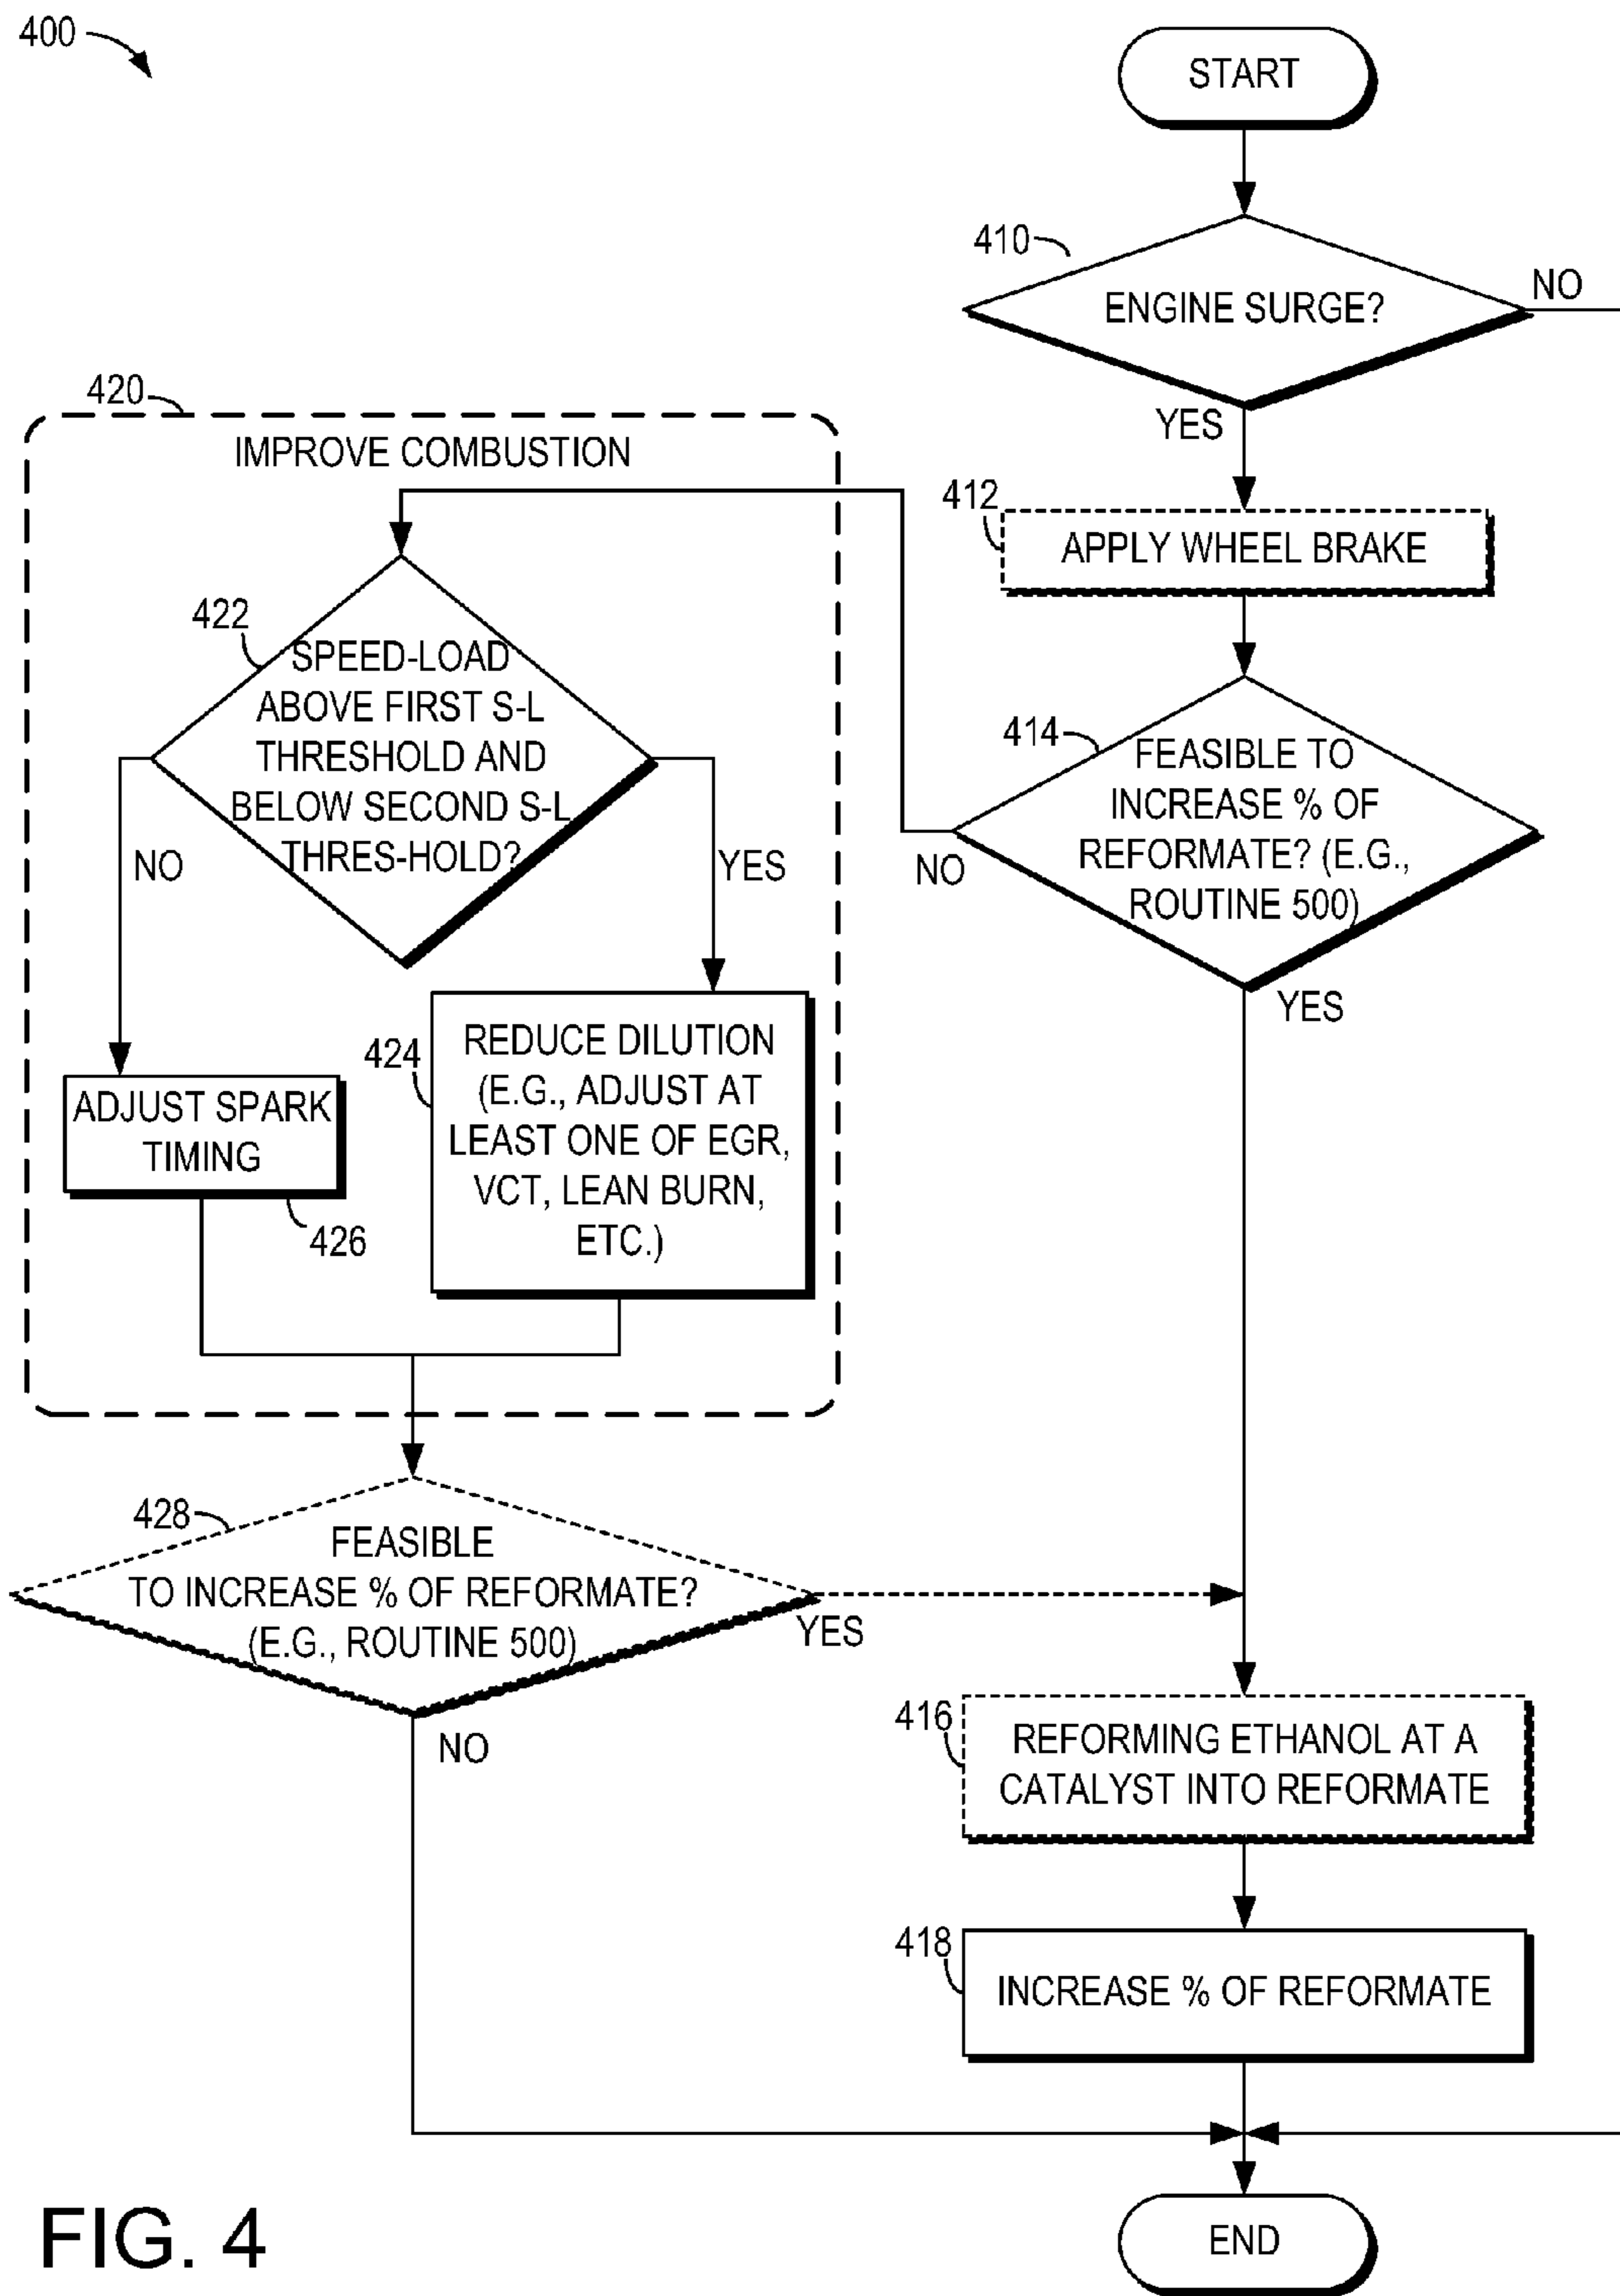 400
START
410
ENGINE SURGE?
NO
YES
412
APPLY WHEEL BRAKE
414
FEASIBLE TO
INCREASE % OF
REFORMATE? (E.G.,
ROUTINE 500)
NO
YES
420
IMPROVE COMBUSTION
422
SPEED-LOAD
ABOVE FIRST S-L
THRESHOLD AND
BELOW SECOND S-L
THRES-HOLD?
NO
YES
424
REDUCE DILUTION
(E.G., ADJUST AT
LEAST ONE OF EGR,
VCT, LEAN BURN,
ETC.)
ADJUST SPARK
TIMING
426
428
FEASIBLE
TO INCREASE % OF REFORMATE?
(E.G., ROUTINE 500)
YES
NO
416
REFORMING ETHANOL AT A
CATALYST INTO REFORMATE
418
INCREASE % OF REFORMATE
END
FIG. 4